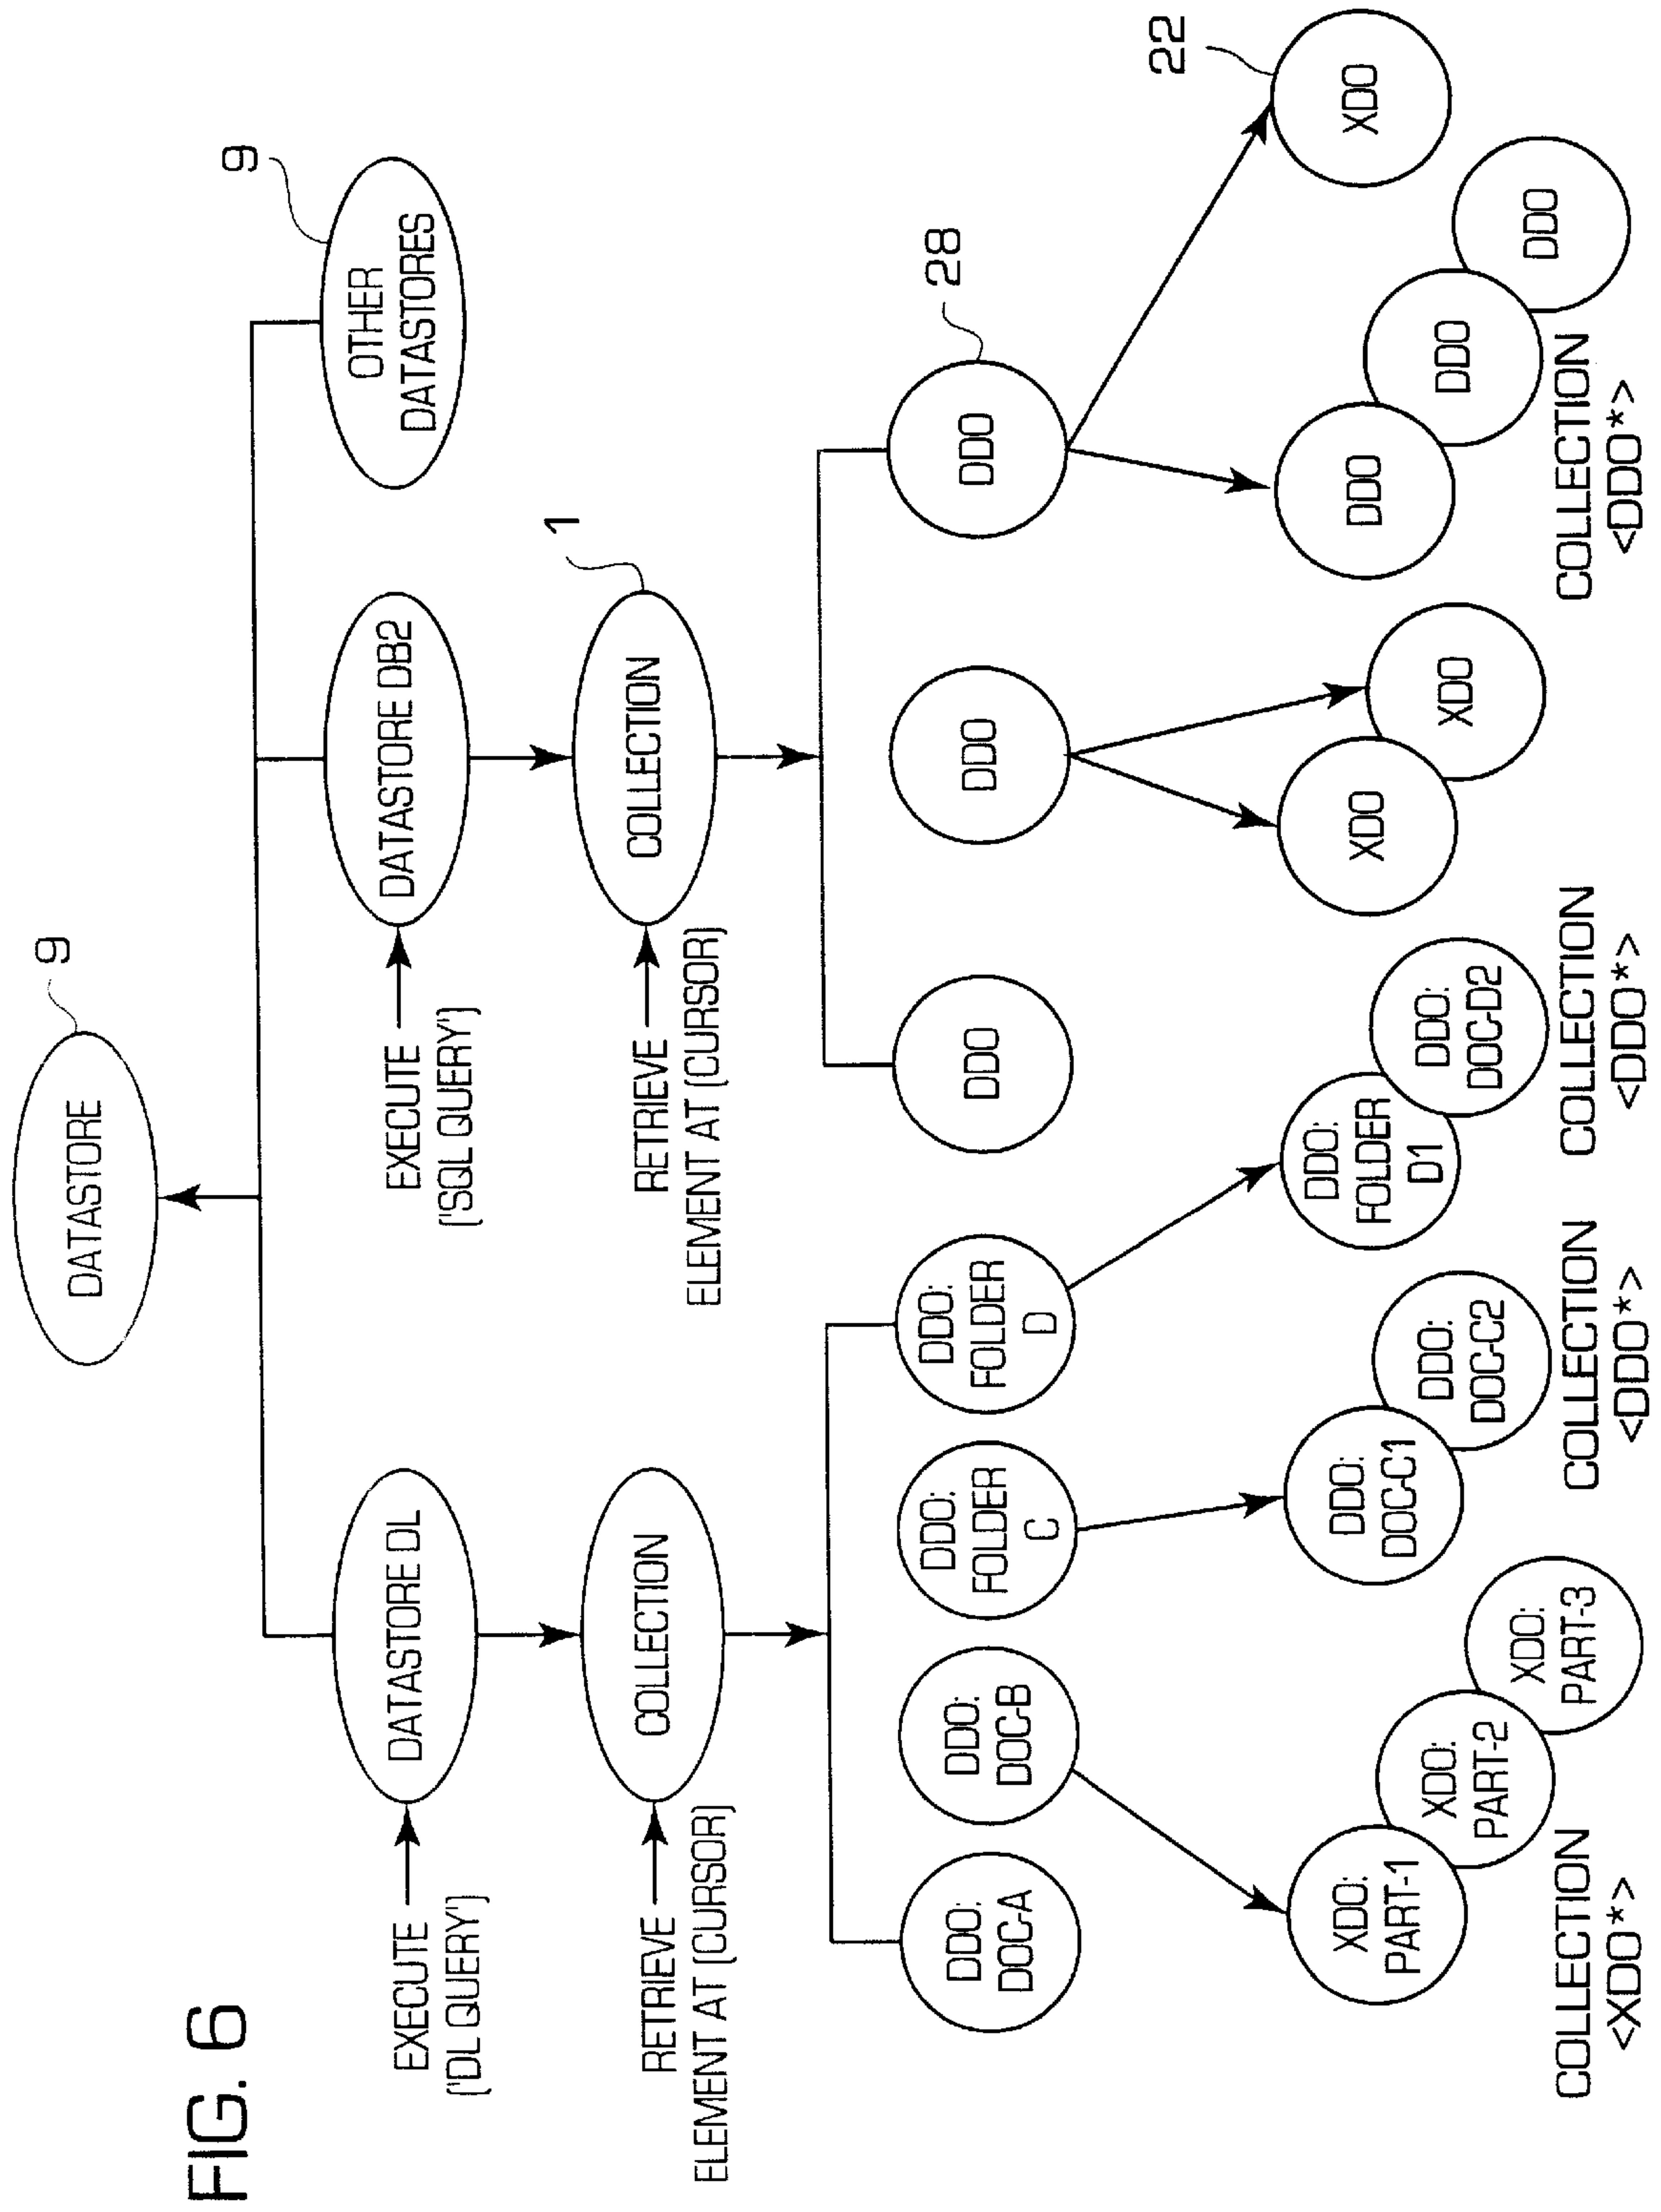 FIG. 6
DATASTORE
9
DATASTORE DL
DATASTORE DB2
OTHER
DATASTORES
9
EXECUTE
('DL QUERY')
EXECUTE
('SQL QUERY')
COLLECTION
COLLECTION
1
RETRIEVE
ELEMENT AT (CURSOR)
RETRIEVE
ELEMENT AT (CURSOR)
DDO:
DOC-A
DDO:
DOC-B
DDO:
FOLDER
C
DDO:
FOLDER
D
DDO
DDO
DDO
28
XDO:
PART-1
XDO:
PART-2
XDO:
PART-3
DDO:
DOC-C1
DDO:
DOC-C2
DDO:
FOLDER
D1
DDO:
DOC-D2
XDO
XDO
DDO
DDO
DDO
XDO
22
COLLECTION
<XDO*>
COLLECTION
<DDO*>
COLLECTION
<DDO*>
COLLECTION
<DDO*>